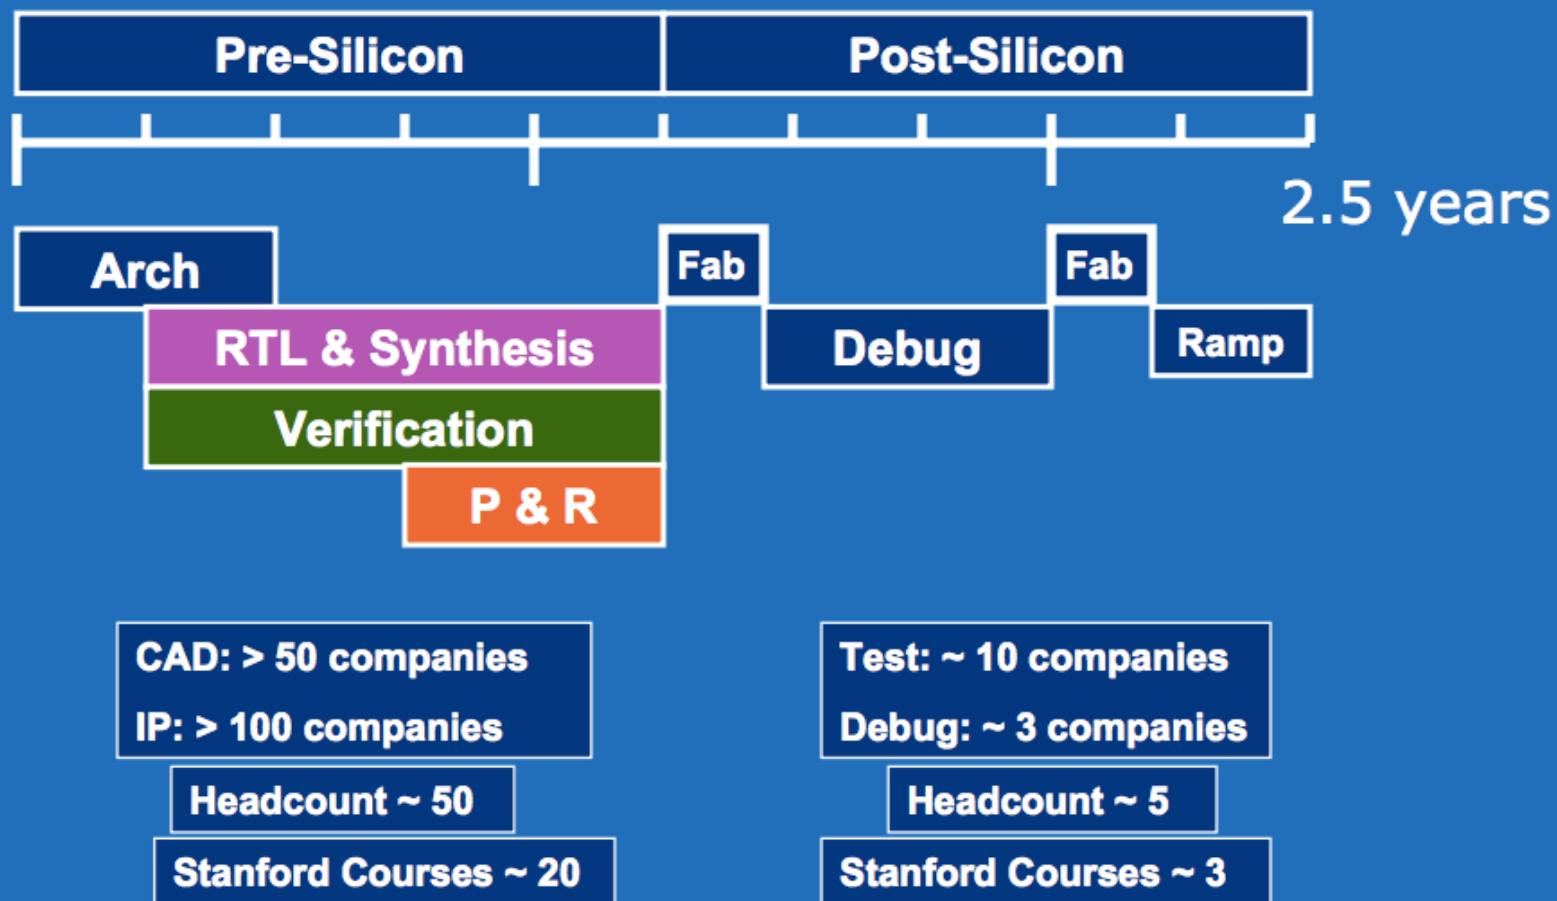 Pre-Silicon
Post-Silicon
2.5 years
Arch
Fab
Fab
RTL & Synthesis
Debug
Ramp
Verification
P & R
CAD: > 50 companies
IP: > 100 companies
Test: ~ 10 companies
Debug: ~ 3 companies
Headcount ~ 50
Headcount ~ 5
Stanford Courses ~ 20
Stanford Courses ~ 3